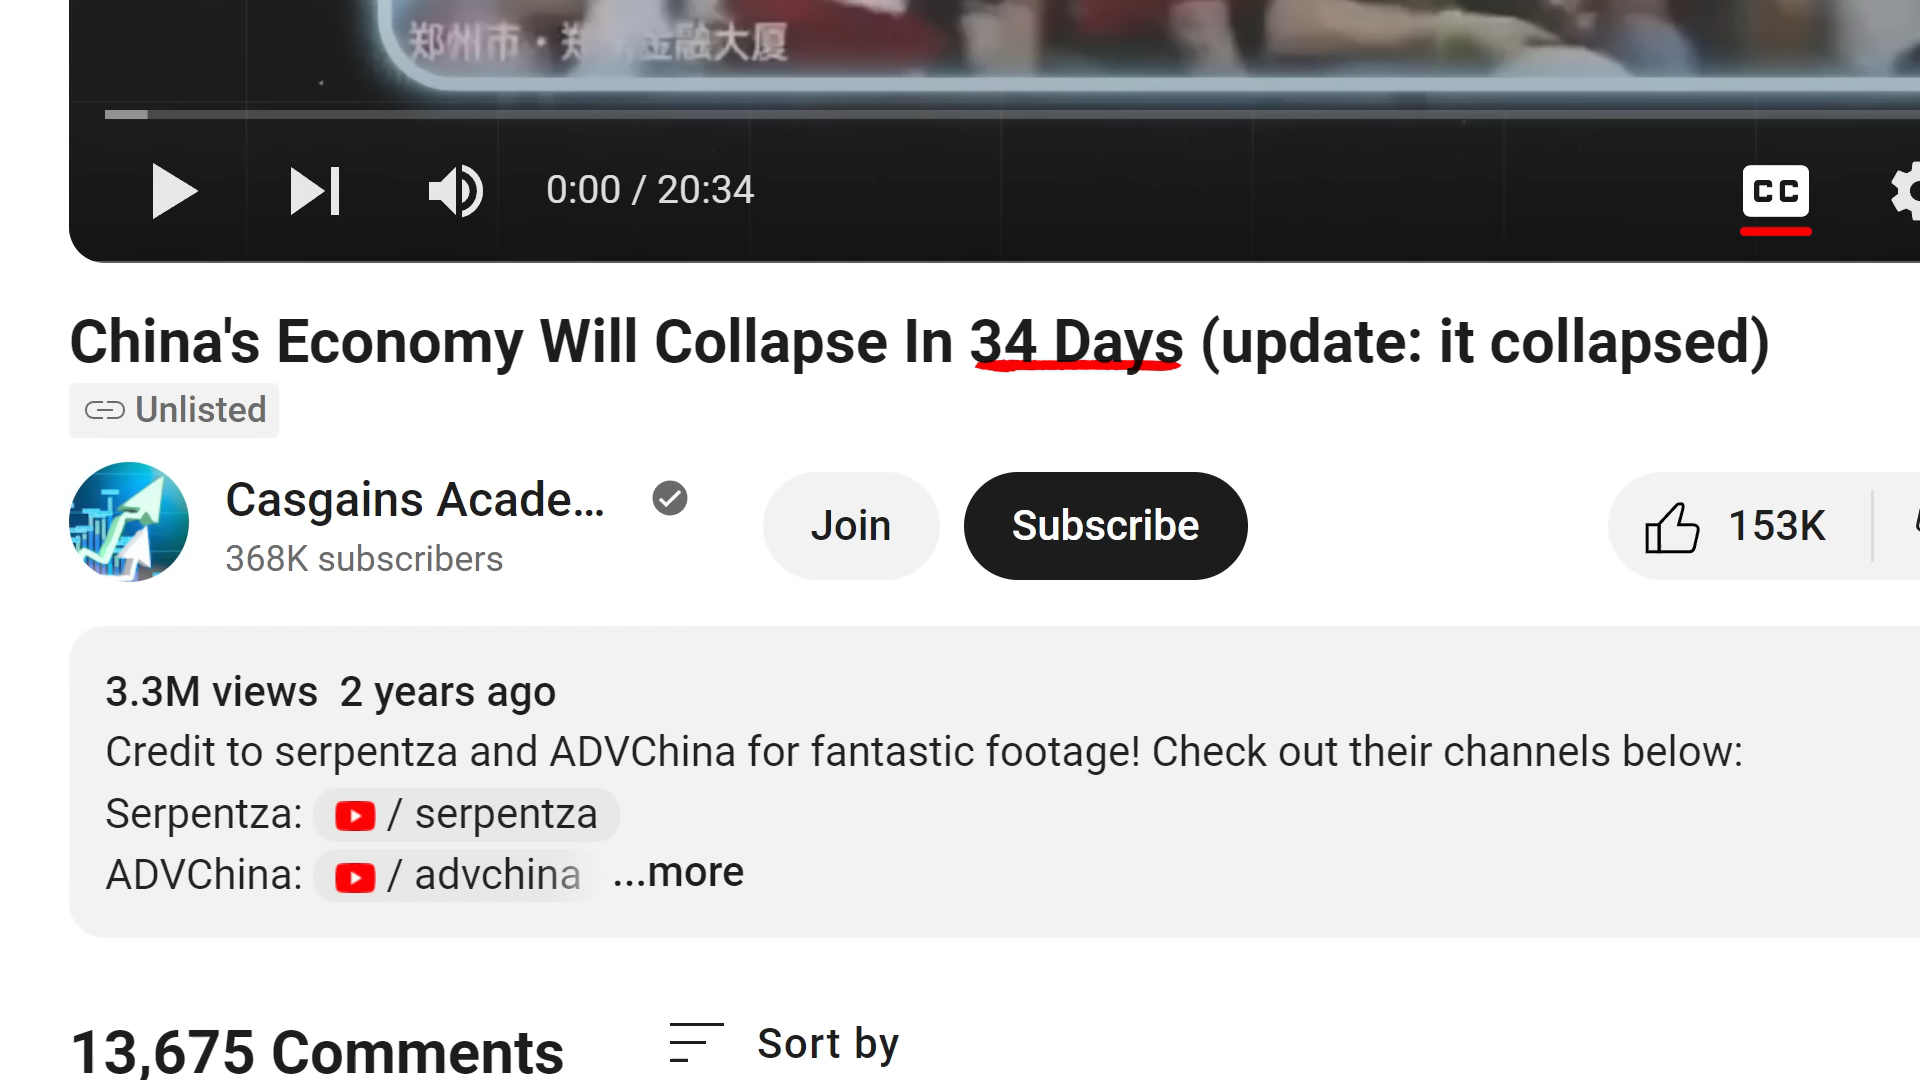 郑州市·郑 金融大厦
0:00 / 20:34
CC
China's Economy Will Collapse In 34 Days (update: it collapsed)
Unlisted
Casgains Acade...
368K subscribers
Join
Subscribe
153K
3.3M views 2 years ago
Credit to serpentza and ADVChina for fantastic footage! Check out their channels below:
Serpentza: / serpentza
ADVChina: / advchina ...more
13,675 Comments
Sort by